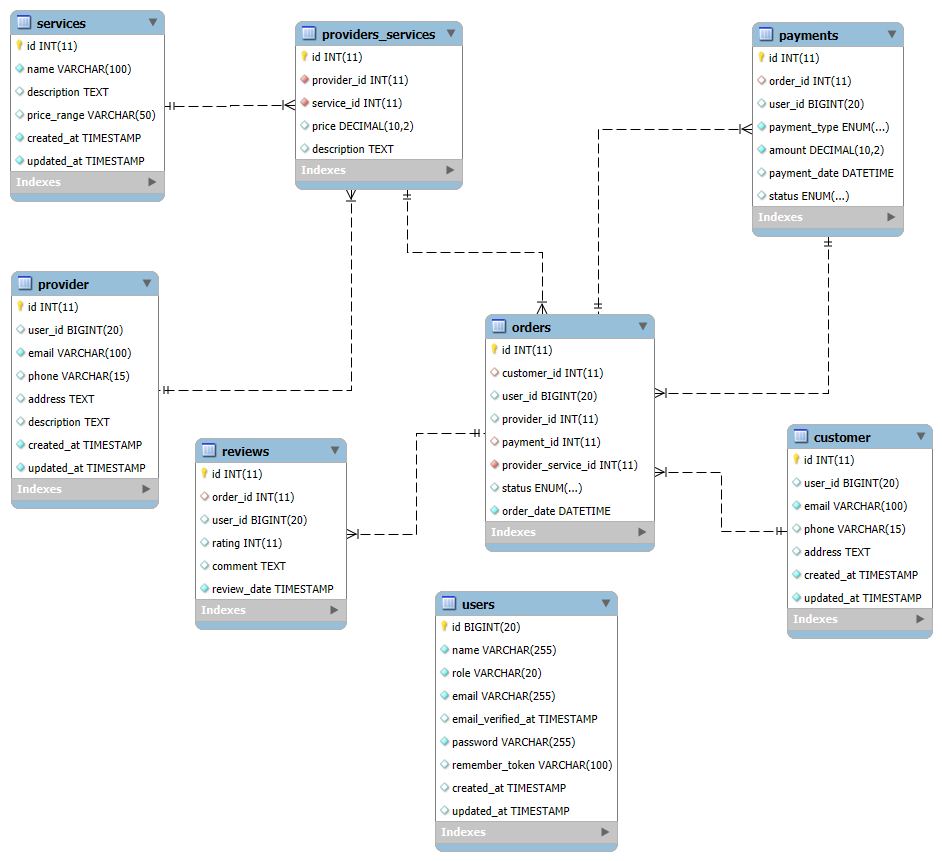 services
id INT(11)
name VARCHAR(100)
description TEXT
price_range VARCHAR(50)
created_at TIMESTAMP
updated_at TIMESTAMP
Indexes
providers_services
id INT(11)
provider_id INT(11)
service_id INT(11)
price DECIMAL(10,2)
description TEXT
Indexes
payments
id INT(11)
order_id INT(11)
user_id BIGINT(20)
payment_type ENUM(...)
amount DECIMAL(10,2)
payment_date DATETIME
status ENUM(...)
Indexes
provider
id INT(11)
user_id BIGINT(20)
email VARCHAR(100)
phone VARCHAR(15)
address TEXT
description TEXT
created_at TIMESTAMP
updated_at TIMESTAMP
Indexes
orders
id INT(11)
customer_id INT(11)
user_id BIGINT(20)
provider_id INT(11)
payment_id INT(11)
provider_service_id INT(11)
status ENUM(...)
order_date DATETIME
Indexes
reviews
id INT(11)
order_id INT(11)
user_id BIGINT(20)
rating INT(11)
comment TEXT
review_date TIMESTAMP
Indexes
customer
id INT(11)
user_id BIGINT(20)
email VARCHAR(100)
phone VARCHAR(15)
address TEXT
created_at TIMESTAMP
updated_at TIMESTAMP
Indexes
users
id BIGINT(20)
name VARCHAR(255)
role VARCHAR(20)
email VARCHAR(255)
email_verified_at TIMESTAMP
password VARCHAR(255)
remember_token VARCHAR(100)
created_at TIMESTAMP
updated_at TIMESTAMP
Indexes